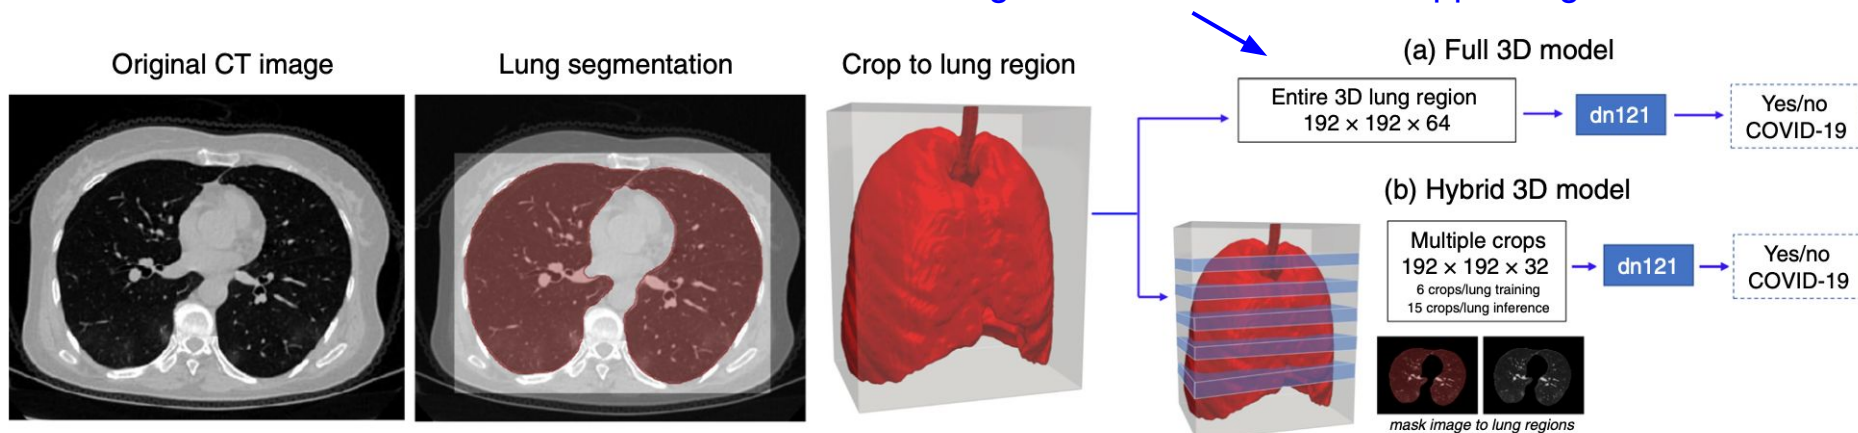 Original CT image
Lung segmentation
Crop to lung region
(a) Full 3D model
Entire 3D lung region
192 × 192 × 64
dn121
Yes/no
COVID-19
(b) Hybrid 3D model
Multiple crops
192 × 192 × 32
6 crops/lung training
15 crops/lung inference
dn121
Yes/no
COVID-19
mask image to lung regions